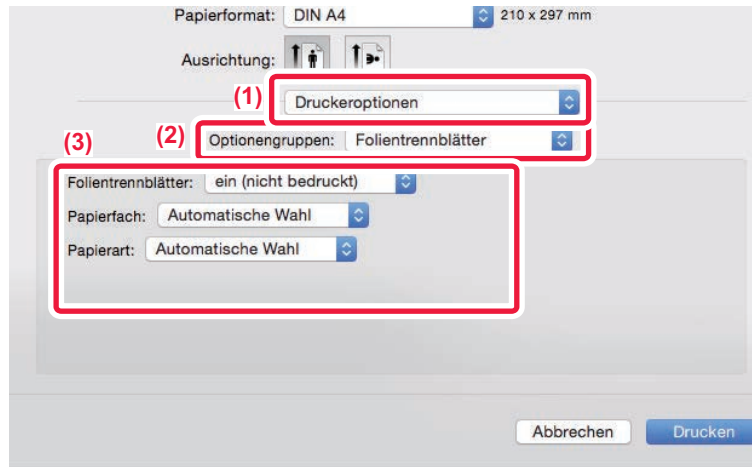 Papierformat: DIN A4 210 x 297 mm
Ausrichtung:
(1) Druckeroptionen
(2) Optionengruppen: Folientrennblätter
(3)
Folientrennblätter: ein (nicht bedruckt)
Papierfach: Automatische Wahl
Papierart: Automatische Wahl
Abbrechen Drucken